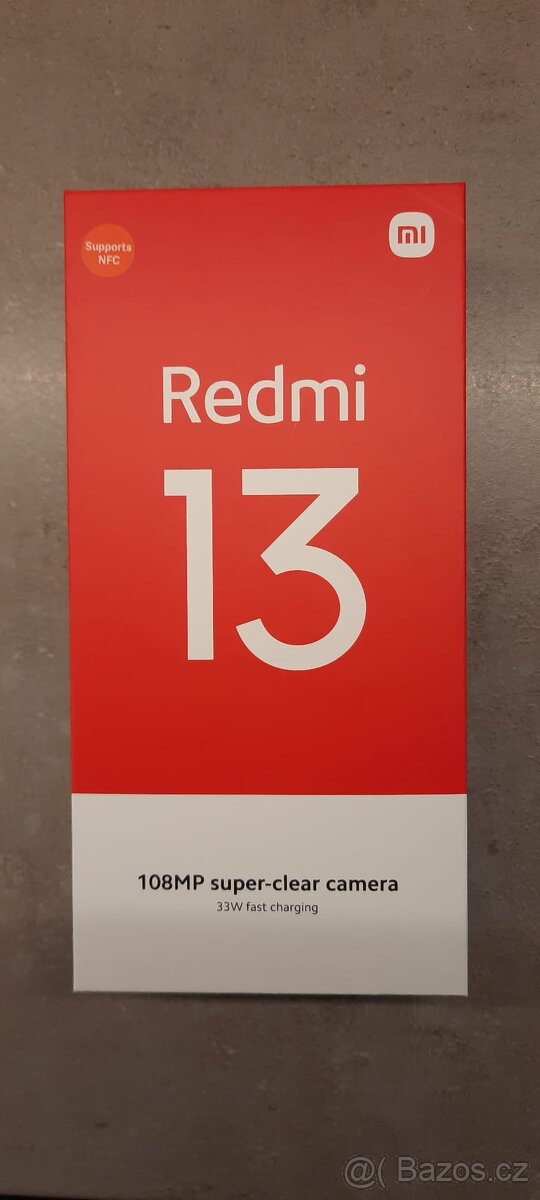 Supports
NFC
mi
Redmi
13
108MP super-clear camera
33W fast charging
@( Bazos.cz